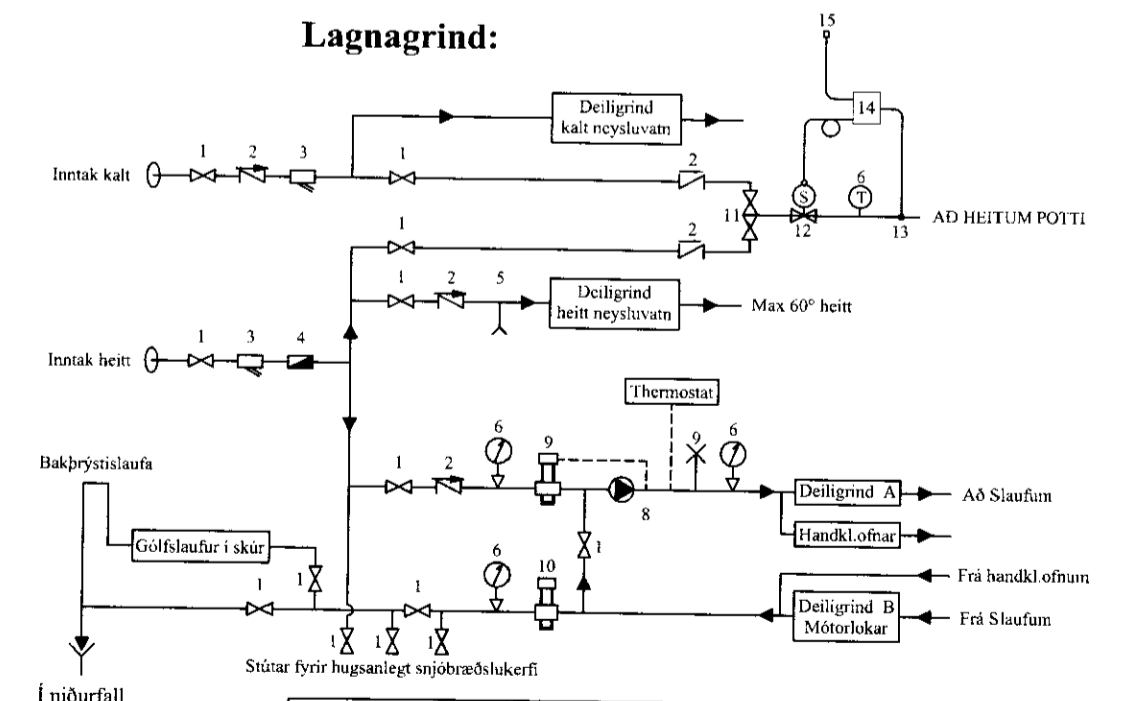 Lagnagrind:
15
14
Deiligrind
kalt neysluvatn
Inntak kalt
1
2
3
1
2
S
6
T
11
12
13
AÐ HEITUM POTTI
1
2
1
2
5
Deiligrind
heitt neysluvatn
Max 60° heitt
Inntak heitt
1
3
4
Thermostat
6
9
9
6
1
2
8
Deiligrind A
Að Slaufum
Handkl.ofnar
Bakþrýstislaufa
Gólfslaufur í skúr
1
1
1
6
10
1
Frá handkl.ofnum
Deiligrind B
Mótorlokar
Frá Slaufum
1
1
1
Stútar fyrir hugsanlegt snjóbræðslukerfi
Í niðurfall